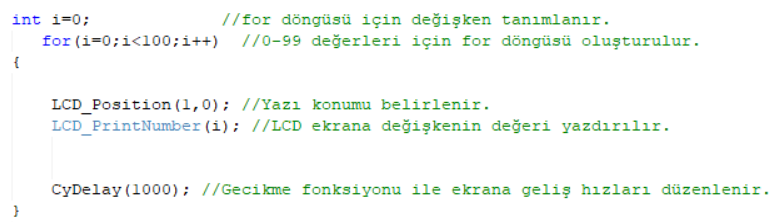 int i=0; //for döngüsü için değişken tanımlanır.
for(i=0;i<100;i++) //0-99 değerleri için for döngüsü oluşturulur.
{
LCD_Position(1,0); //Yazı konumu belirlenir.
LCD_PrintNumber(i); //LCD ekrana değişkenin değeri yazdırılır.
CyDelay(1000); //Gecikme fonksiyonu ile ekrana geliş hızları düzenlenir.
}